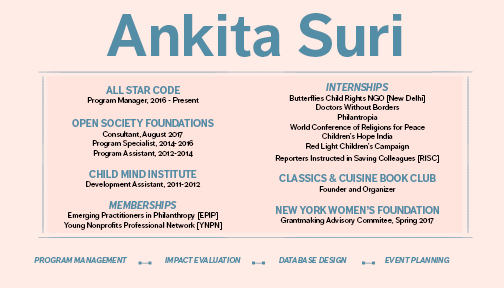 Ankita Suri
ALL STAR CODE
Program Manager, 2016 - Present
OPEN SOCIETY FOUNDATIONS
Consultant, August 2017
Program Specialist, 2014-2016
Program Assistant, 2012-2014
CHILD MIND INSTITUTE
Development Assistant, 2011-2012
MEMBERSHIPS
Emerging Practitioners in Philanthropy [EPIP]
Young Nonprofits Professional Network [YNPN]
INTERNSHIPS
Butterflies Child Rights NGO [New Delhi]
Doctors Without Borders
Philantropia
World Conference of Religions for Peace
Children's Hope India
Red Light Children's Campaign
Reporters Instructed in Saving Colleagues [RISC]
CLASSICS & CUISINE BOOK CLUB
Founder and Organizer
NEW YORK WOMEN'S FOUNDATION
Grantmaking Advisory Commitee, Spring 2017
PROGRAM MANAGEMENT IMPACT EVALUATION DATABASE DESIGN EVENT PLANNING